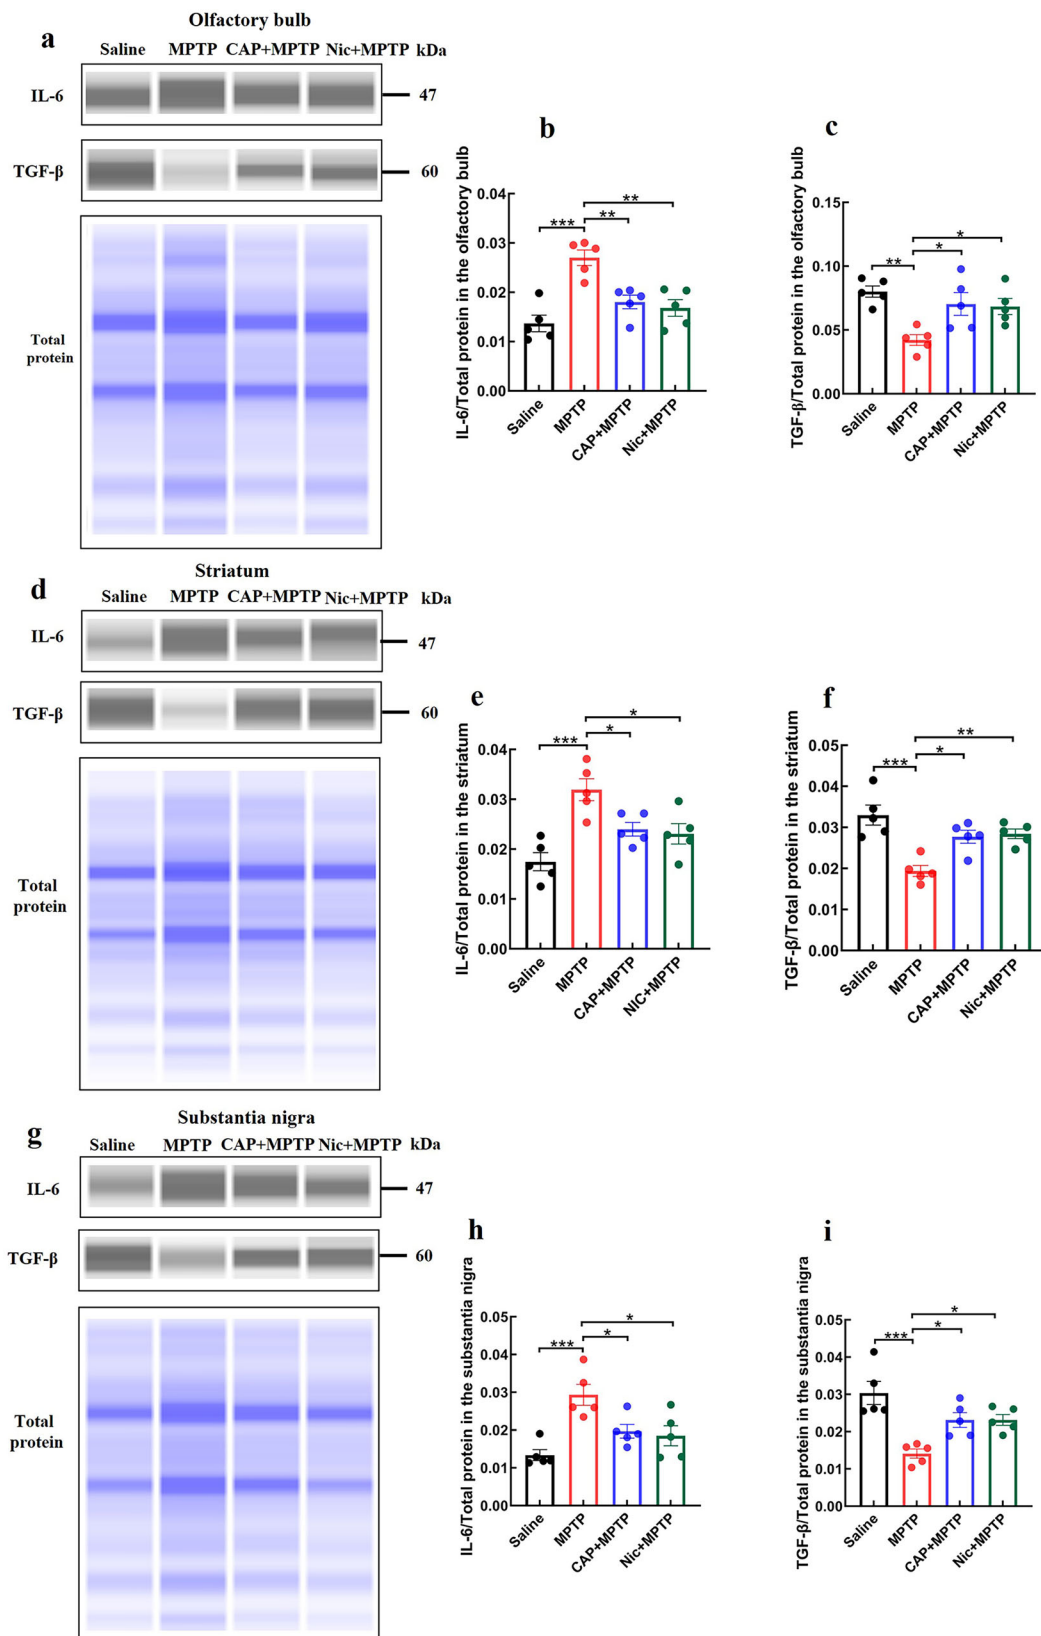 a
Olfactory bulb
Saline MPTP CAP+MPTP Nic+MPTP kDa
IL-6
47
TGF-β
60
Total
protein
b
IL-6/Total protein in the olfactory bulb
0.04
0.03
0.02
0.01
0.00
***
**
**
Saline
MPTP
CAP+MPTP
Nic+MPTP
c
TGF-β/Total protein in the olfactory bulb
0.15
0.10
0.05
0.00
**
*
*
Saline
MPTP
CAP+MPTP
Nic+MPTP
d
Striatum
Saline MPTP CAP+MPTP Nic+MPTP kDa
IL-6
47
TGF-β
60
Total
protein
e
IL-6/Total protein in the striatum
0.04
0.03
0.02
0.01
0.00
***
*
*
Saline
MPTP
CAP+MPTP
NIC+MPTP
f
TGF-β/Total protein in the striatum
0.05
0.04
0.03
0.02
0.01
0.00
***
*
**
Saline
MPTP
CAP+MPTP
Nic+MPTP
g
Substantia nigra
Saline MPTP CAP+MPTP Nic+MPTP kDa
IL-6
47
TGF-β
60
Total
protein
h
IL-6/Total protein in the substantia nigra
0.05
0.04
0.03
0.02
0.01
0.00
***
*
*
Saline
MPTP
CAP+MPTP
Nic+MPTP
i
TGF-β/Total protein in the substantia nigra
0.05
0.04
0.03
0.02
0.01
0.00
***
*
*
Saline
MPTP
CAP+MPTP
Nic+MPTP